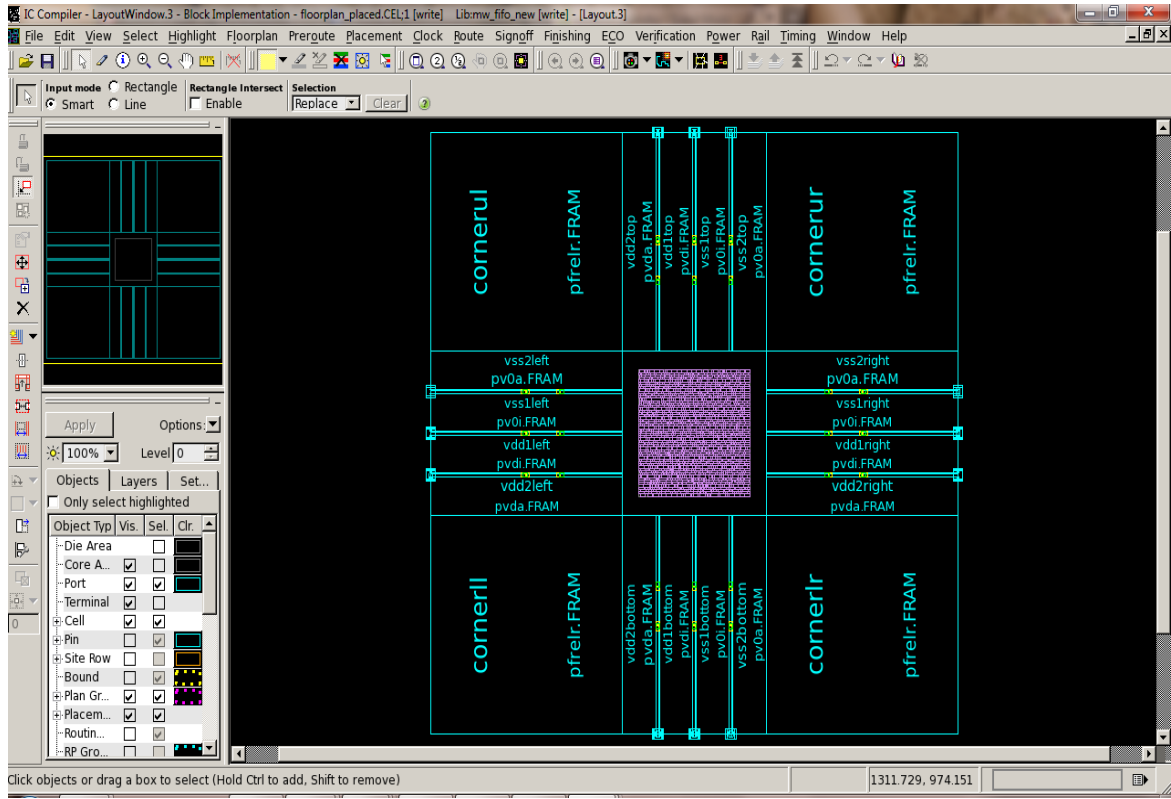 IC Compiler - LayoutWindow.3 - Block Implementation - floorplan_placed.CEL;1 [write]   Lib:mw_fifo_new [write] - [Layout.3]
File Edit View Select Highlight Floorplan Preroute Placement Clock Route Signoff Finishing ECO Verification Power Rail Timing Window Help
Input mode Rectangle Rectangle Intersect Selection
Smart Line Enable Replace Clear
Apply Options:
100% Level 0
Objects Layers Set...
Only select highlighted
Object Typ Vis. Sel. Clr.
Die Area
Core A...
Port
Terminal
Cell
Pin
Site Row
Bound
Plan Gr...
Placem...
Routin...
RP Gro...
0
cornerul
pfrelr.FRAM
vdd2top
pvda.FRAM
vdd1top
pvdi.FRAM
vss1top
pv0i.FRAM
vss2top
pv0a.FRAM
cornerur
pfrelr.FRAM
vss2left
pv0a.FRAM
vss1left
pv0i.FRAM
vdd1left
pvdi.FRAM
vdd2left
pvda.FRAM
vss2right
pv0a.FRAM
vss1right
pv0i.FRAM
vdd1right
pvdi.FRAM
vdd2right
pvda.FRAM
cornerll
pfrelr.FRAM
vdd2bottom
pvda.FRAM
vdd1bottom
pvdi.FRAM
vss1bottom
pv0i.FRAM
vss2bottom
pv0a.FRAM
cornerlr
pfrelr.FRAM
Click objects or drag a box to select (Hold Ctrl to add, Shift to remove)
1311.729, 974.151